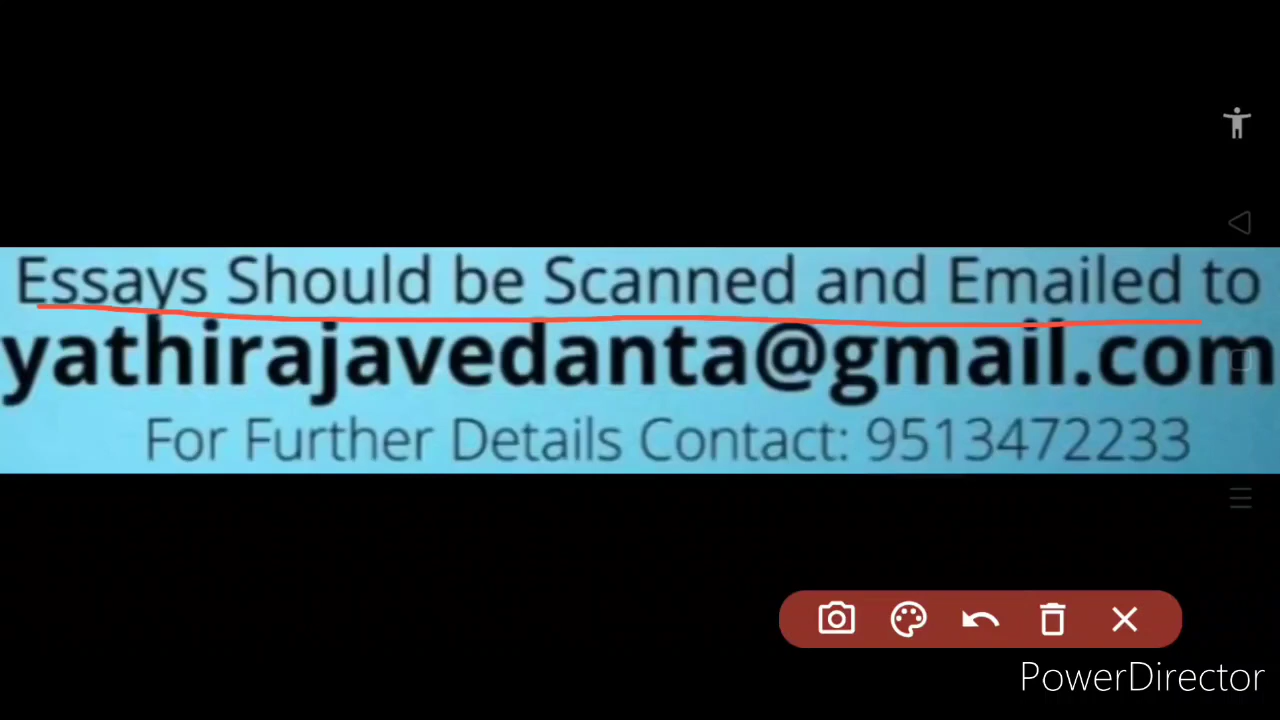 Essays Should be Scanned and Emailed to
yathirajavedanta@gmail.com
For Further Details Contact: 9513472233
PowerDirector